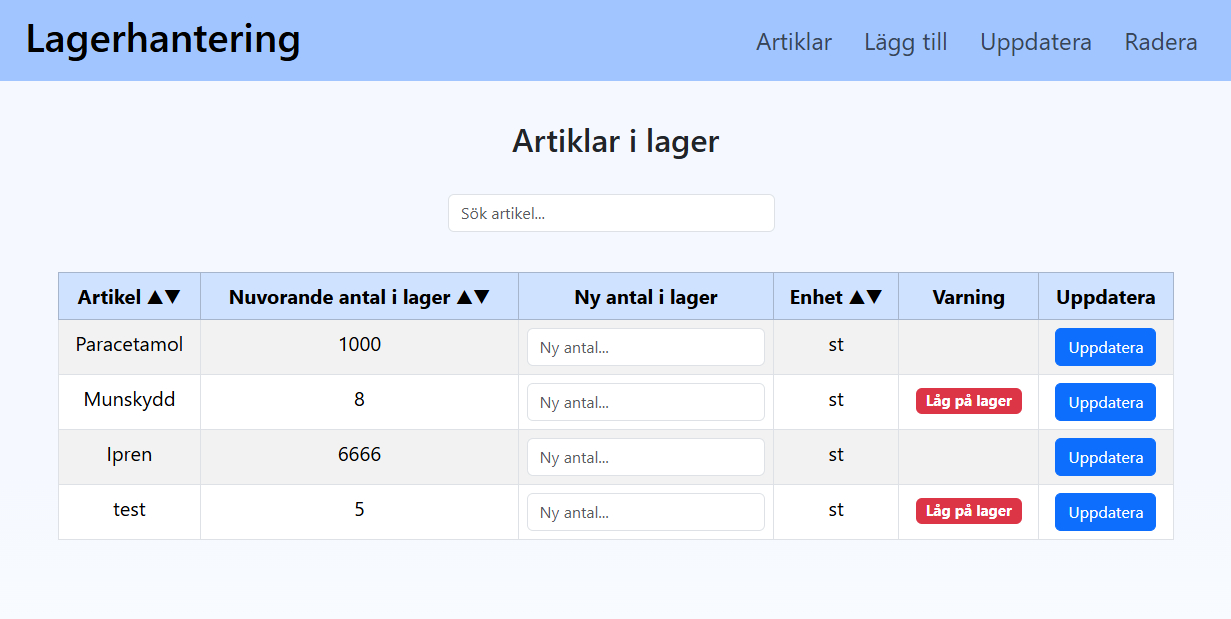 Lagerhantering Artiklar Lägg till Uppdatera Radera
Artiklar i lager
Sök artikel...
Artikel ▲▼ Nuvorande antal i lager ▲▼ Ny antal i lager Enhet ▲▼ Varning Uppdatera
Paracetamol 1000 Ny antal... st Uppdatera
Munskydd 8 Ny antal... st Låg på lager Uppdatera
Ipren 6666 Ny antal... st Uppdatera
test 5 Ny antal... st Låg på lager Uppdatera